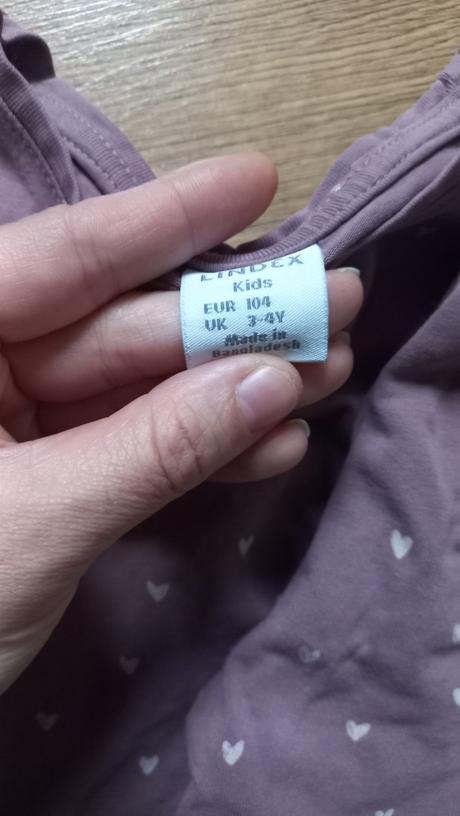 LINDEX
Kids
EUR 104
UK 3-4Y
Made in
Bangladesh